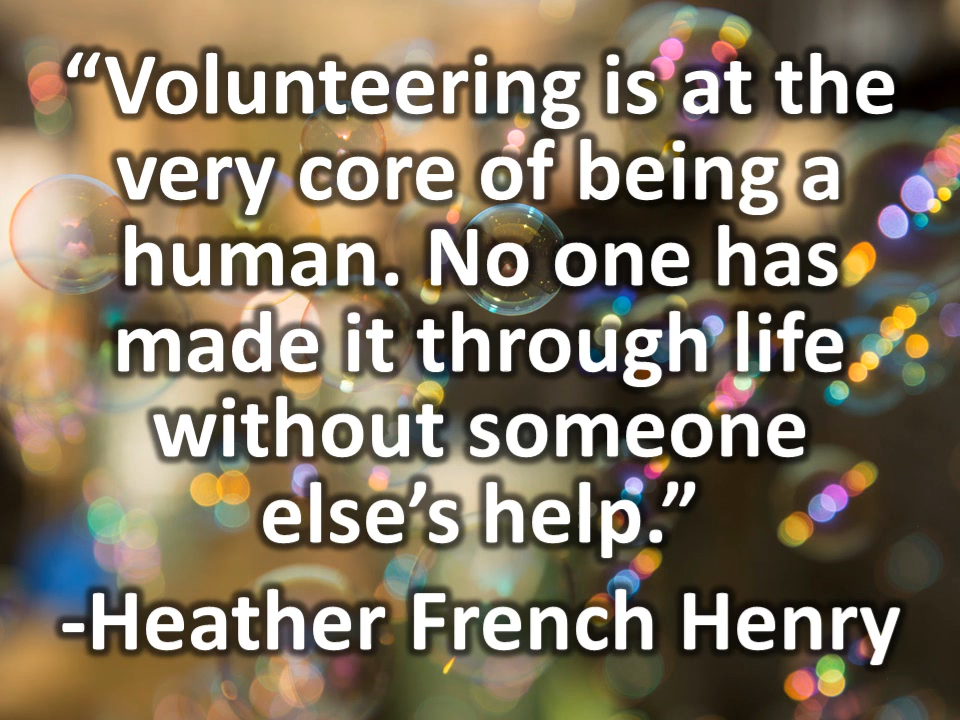 “Volunteering is at the
very core of being a
human. No one has
made it through life
without someone
else’s help.”
-Heather French Henry